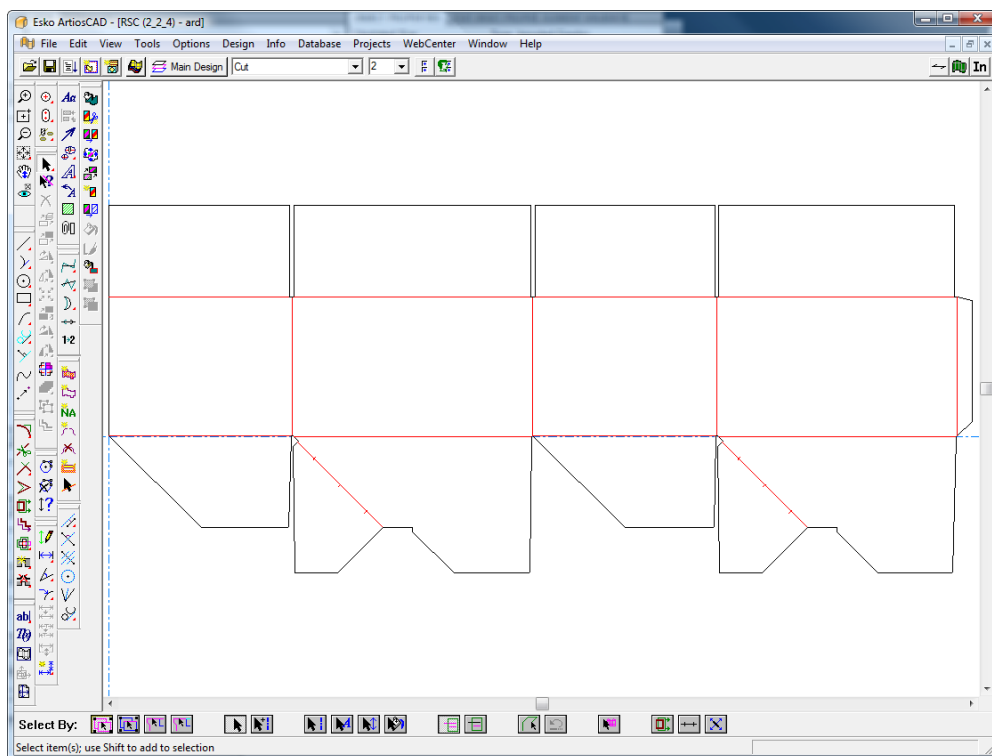 Esko ArtiosCAD - [RSC (2_2_4) - ard]
File Edit View Tools Options Design Info Database Projects WebCenter Window Help
Main Design Cut 2 In
Aa
A
A
1•2
NA
1?
ab|
Select By:
Select item(s); use Shift to add to selection